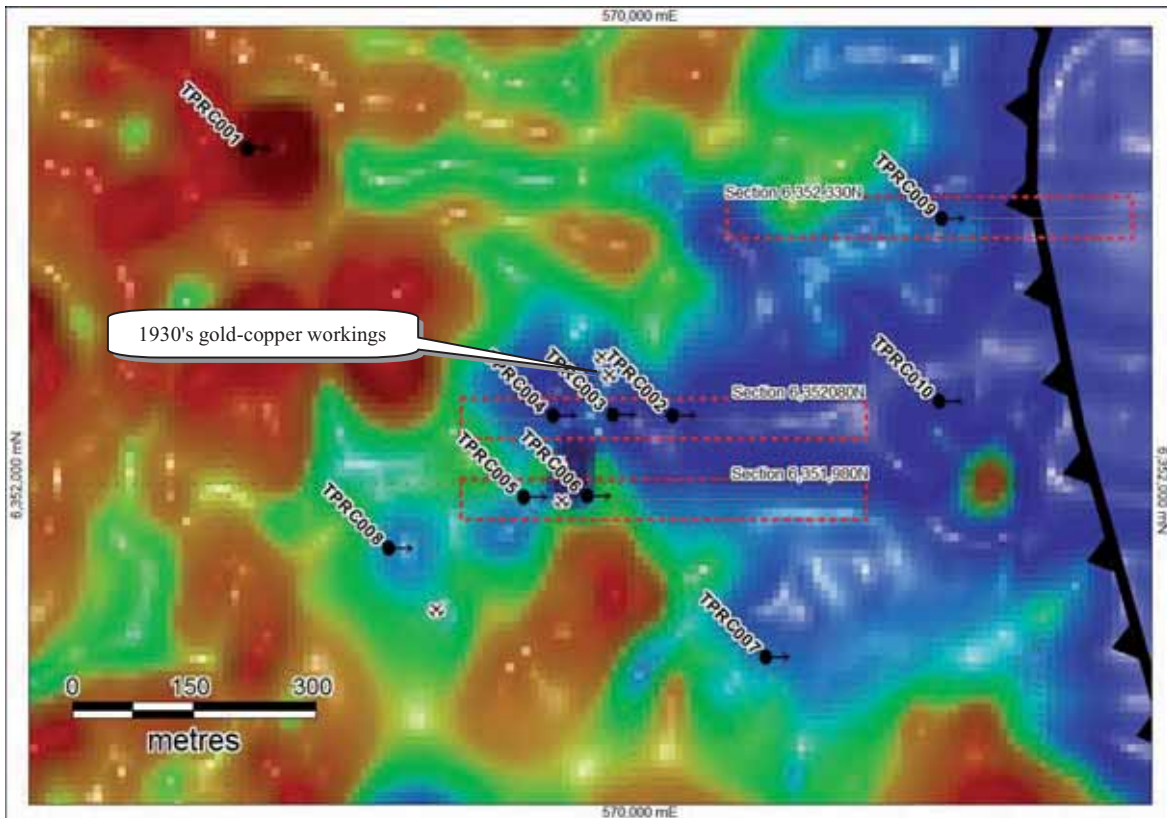 570,000 mE
TPRC001
TPRC009
Section 6,352,330N
1930's gold-copper workings
TPRC004
TPRC003
TPRC002
TPRC010
Section 6,352080N
6,352,000 mN
6,352,000 mN
TPRC005
TPRC006
Section 6,351,980N
TPRC008
TPRC007
0 150 300
metres
570,000 mE